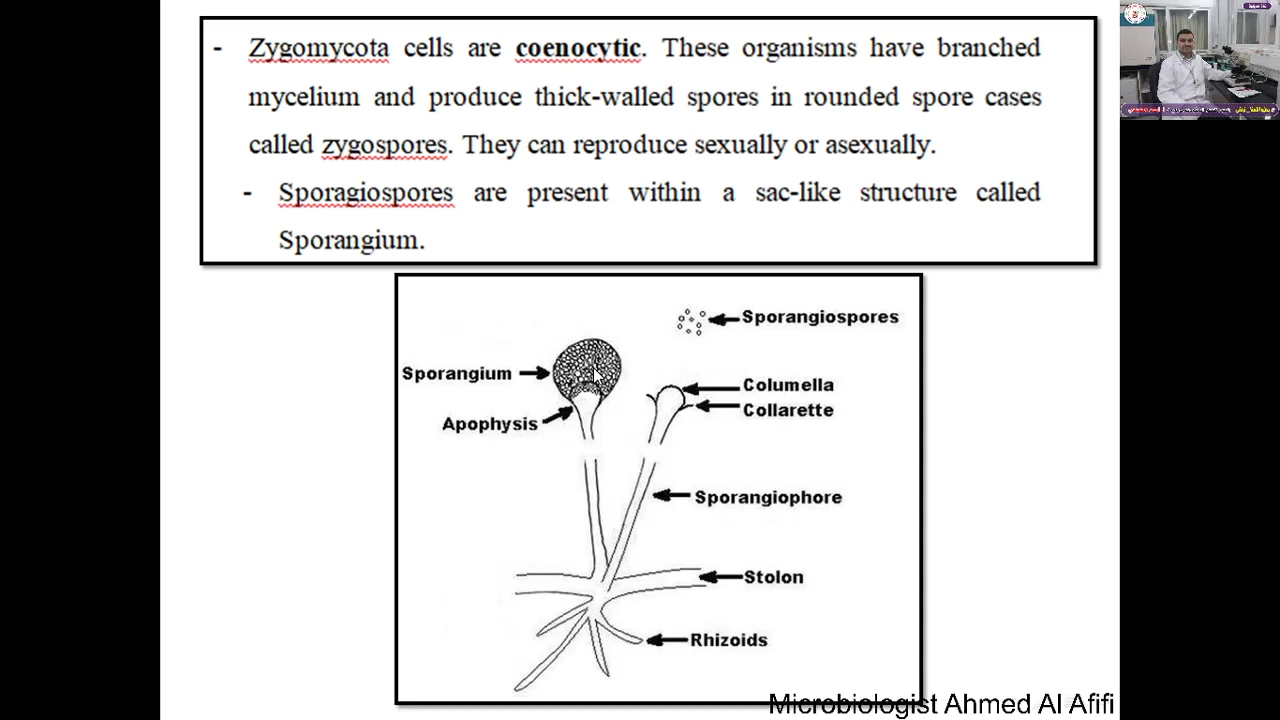 - Zygomycota cells are coenocytic. These organisms have branched
mycelium and produce thick-walled spores in rounded spore cases
called zygospores. They can reproduce sexually or asexually.
- Sporagiospores are present within a sac-like structure called
Sporangium.
Sporangiospores
Sporangium
Columella
Collarette
Apophysis
Sporangiophore
Stolon
Rhizoids
Microbiologist Ahmed Al Afifi